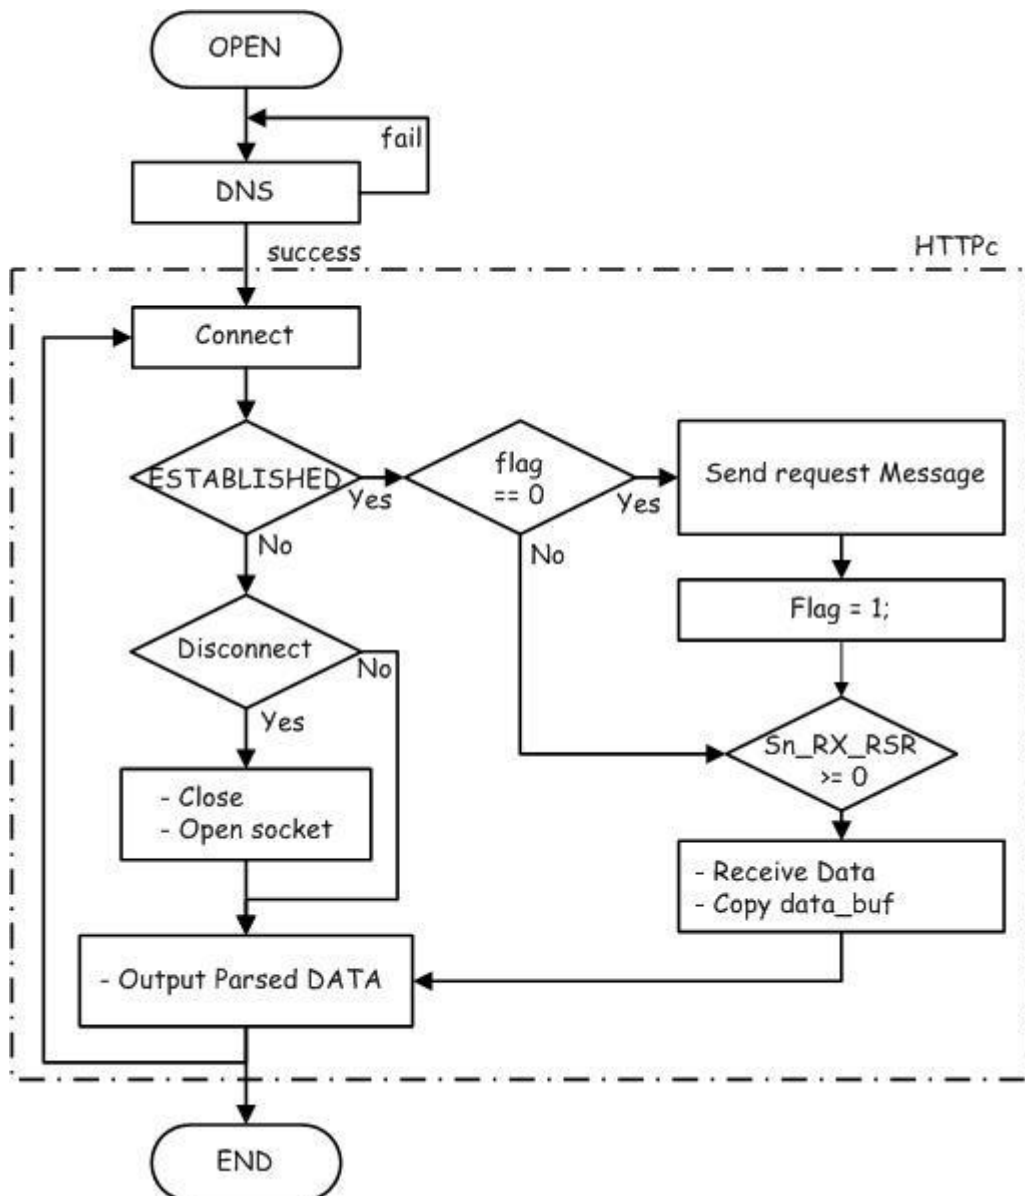 OPEN
fail
DNS
success
HTTPc
Connect
ESTABLISHED
Yes
flag
== 0
Yes
Send request Message
No
No
Flag = 1;
Disconnect
No
Yes
Sn_RX_RSR
>= 0
- Close
- Open socket
- Receive Data
- Copy data_buf
- Output Parsed DATA
END